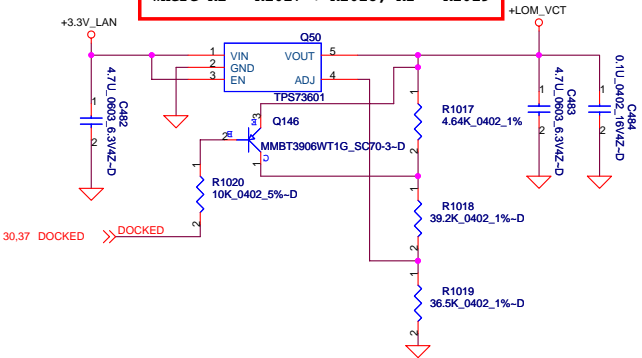 +3.3V_LAN
+LOM_VCT
Q50
1 VIN VOUT 5
2 GND
3 EN ADJ 4
TPS73601
1
C482
4.7U_0603_6.3V4Z~D
2
3
E
Q146
2 B
MMBT3906WT1G_SC70-3~D
C
1
1
R1017
4.64K_0402_1%
2
1
C483
4.7U_0603_6.3V4Z~D
2
1
C484
0.1U_0402_16V4Z~D
2
1
R1020
10K_0402_5%~D
2
1
R1018
39.2K_0402_1%~D
2
30,37 DOCKED
DOCKED
1
R1019
36.5K_0402_1%~D
2